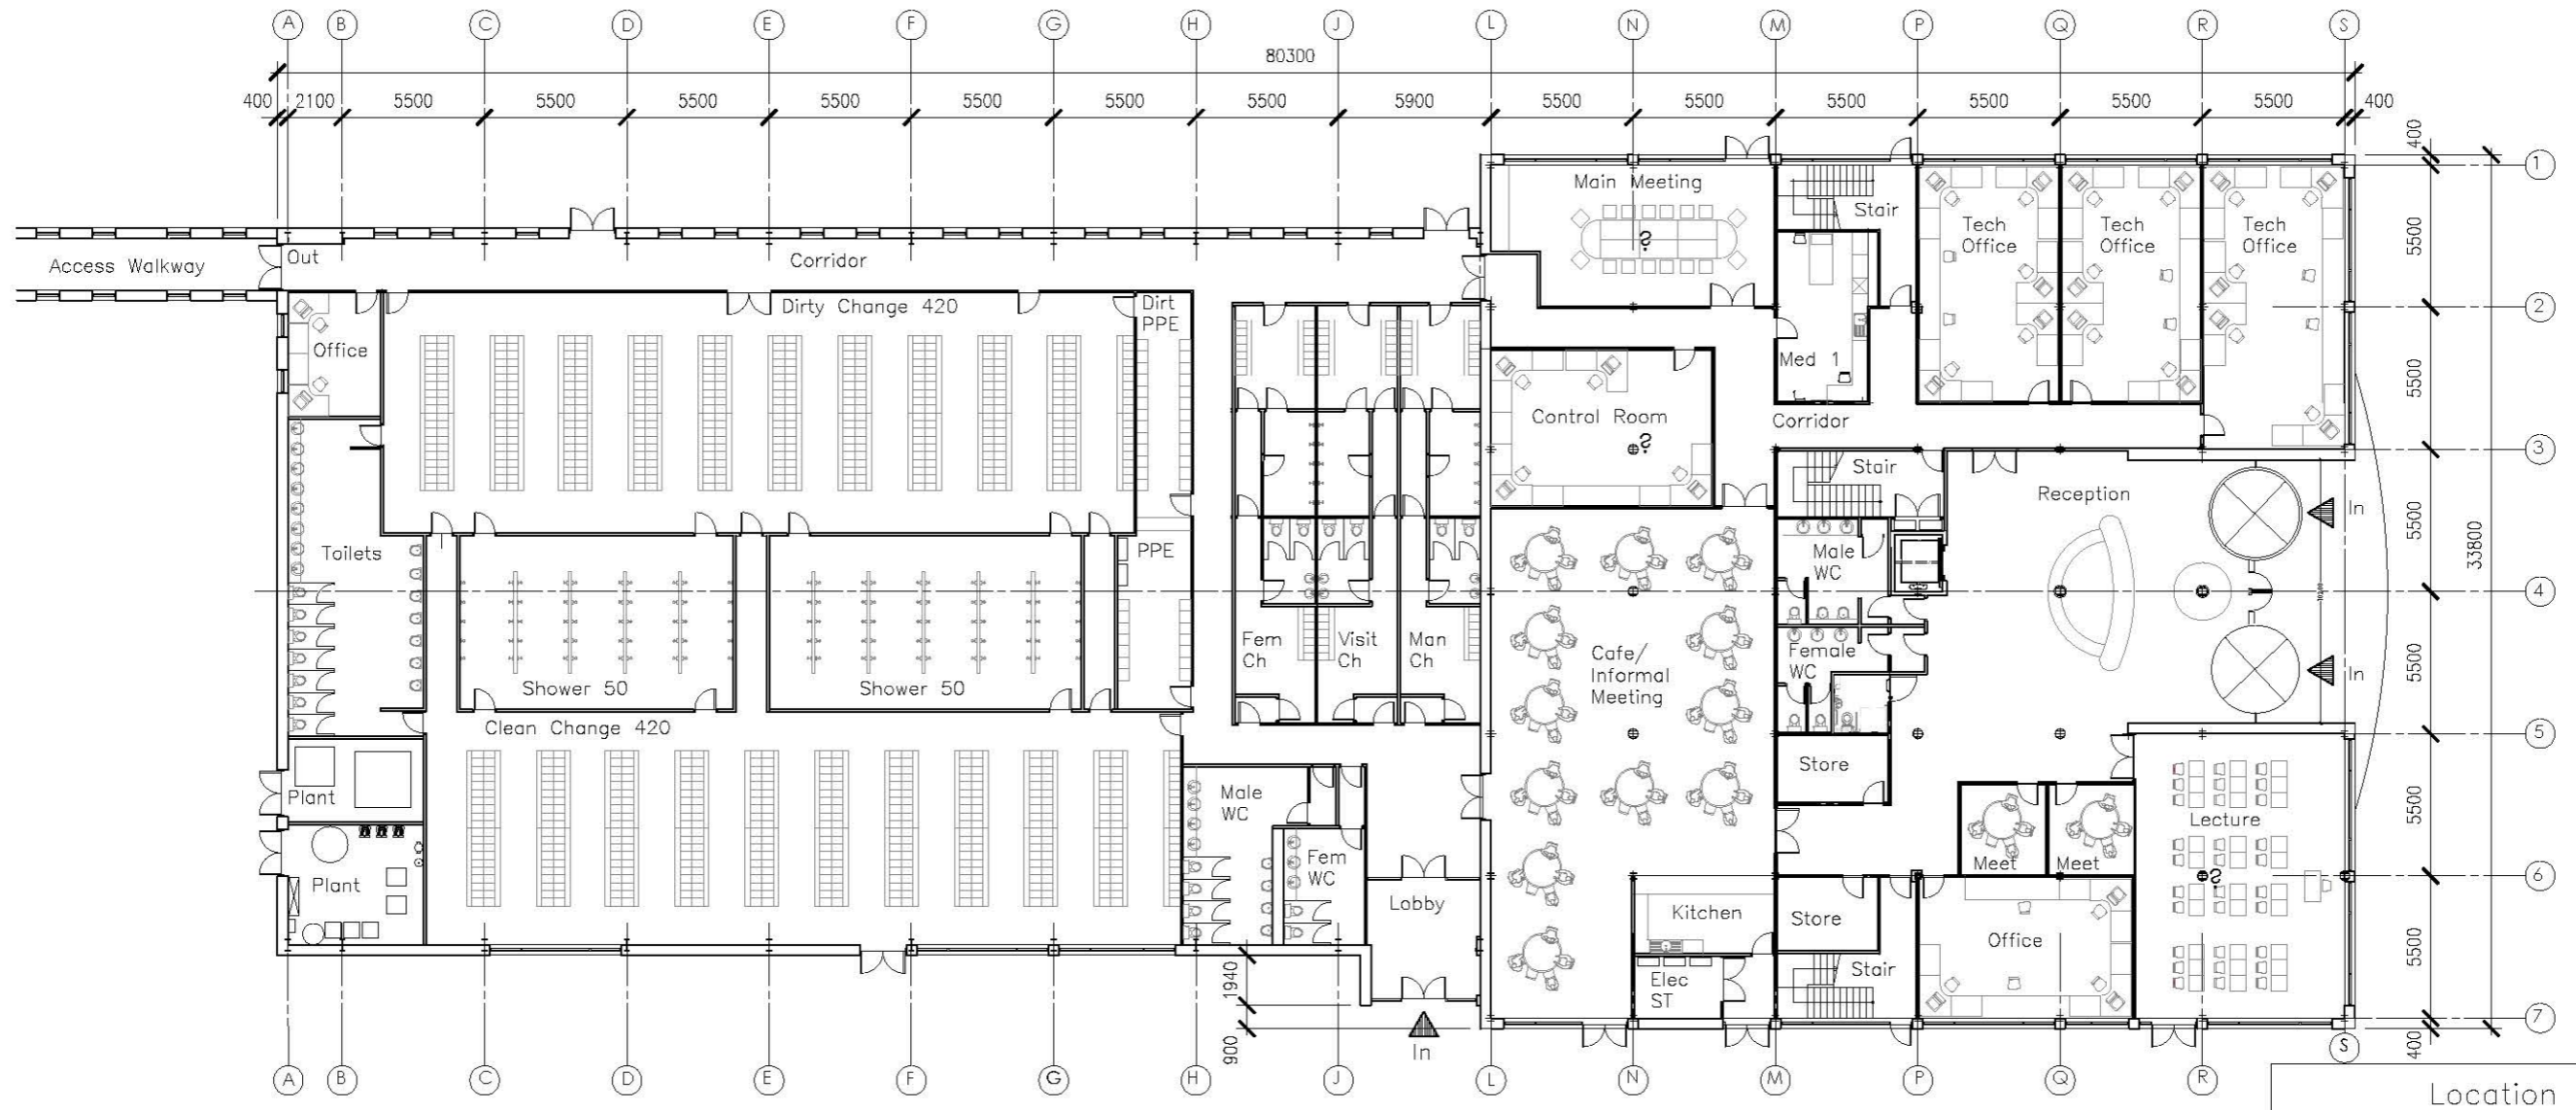 A B C D E F G H J L N M P Q R S
80300
400 2100 5500 5500 5500 5500 5500 5500 5500 5900 5500 5500 5500 5500 5500 5500 400
400
1
Main Meeting
Stair
Tech
Office
Tech
Office
Tech
Office
5500
Access Walkway
Out
Corridor
Dirty Change 420
Dirt
PPE
2
Office
Med 1
5500
Control Room
Corridor
3
Stair
Reception
In
5500
33800
Toilets
PPE
Male
WC
4
Fem
Ch
Visit
Ch
Man
Ch
Cafe/
Informal
Meeting
Female
WC
In
5500
Shower 50
Shower 50
Clean Change 420
5
Store
Plant
Male
WC
Lecture
5500
Meet
Meet
Plant
Fem
WC
6
Lobby
Kitchen
Store
Office
5500
Stair
Elec
ST
1940
900
In
7
400
S
A B C D E F G H J L N M P Q R
Location